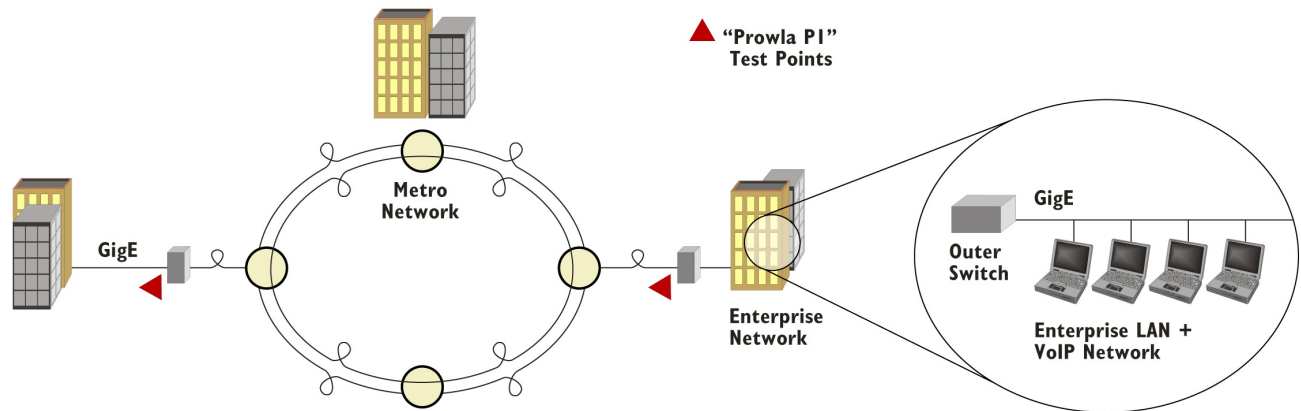 “Prowla P1”
Test Points
Metro
Network
GigE
GigE
Outer
Switch
Enterprise
Network
Enterprise LAN +
VoIP Network